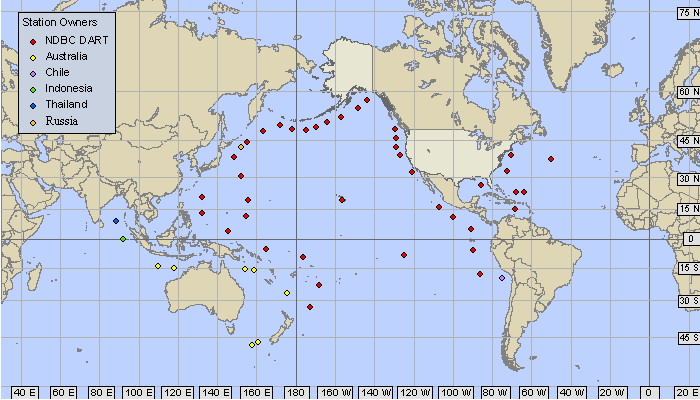 Station Owners
NDBC DART
Australia
Chile
Indonesia
Thailand
Russia
75 N
60 N
45 N
30 N
15 N
0
15 S
30 S
45 S
40 E 60 E 80 E 100 E 120 E 140 E 160 E 180 160 W 140 W 120 W 100 W 80 W 60 W 40 W 20 W 0 20 E